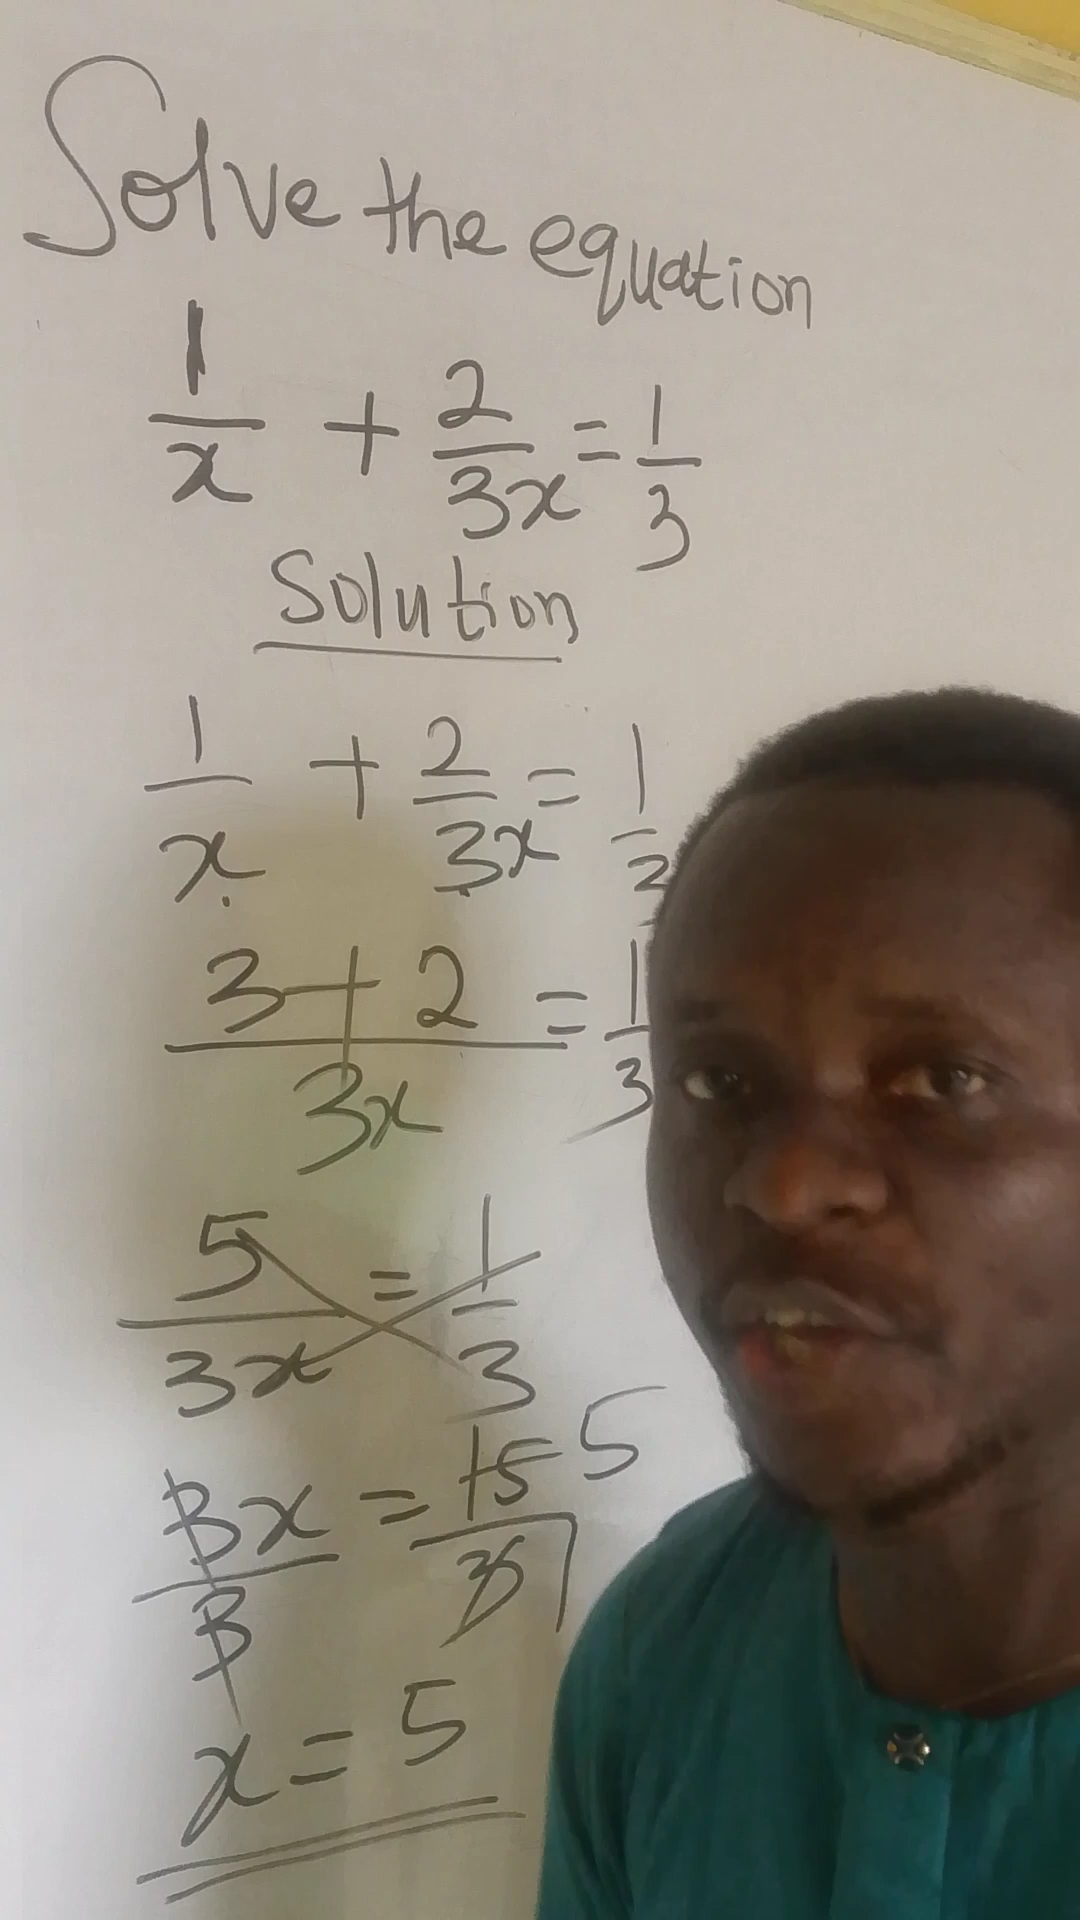 Solve the equation
1/x + 2/3x = 1/3
Solution
1/x + 2/3x = 1/3
3+2/3x = 1/3
5/3x = 1/3
3x/3 = 15/3 5
x = 5